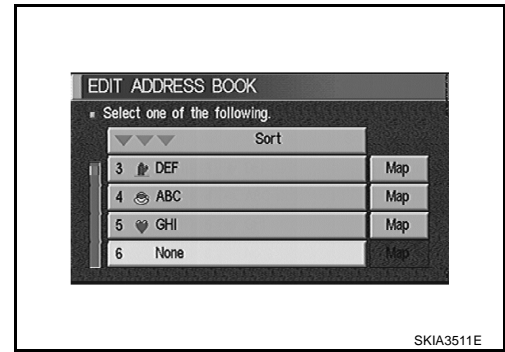 EDIT ADDRESS BOOK
Select one of the following.
Sort
3 DEF Map
4 ABC Map
5 GHI Map
6 None Map
SKIA3511E